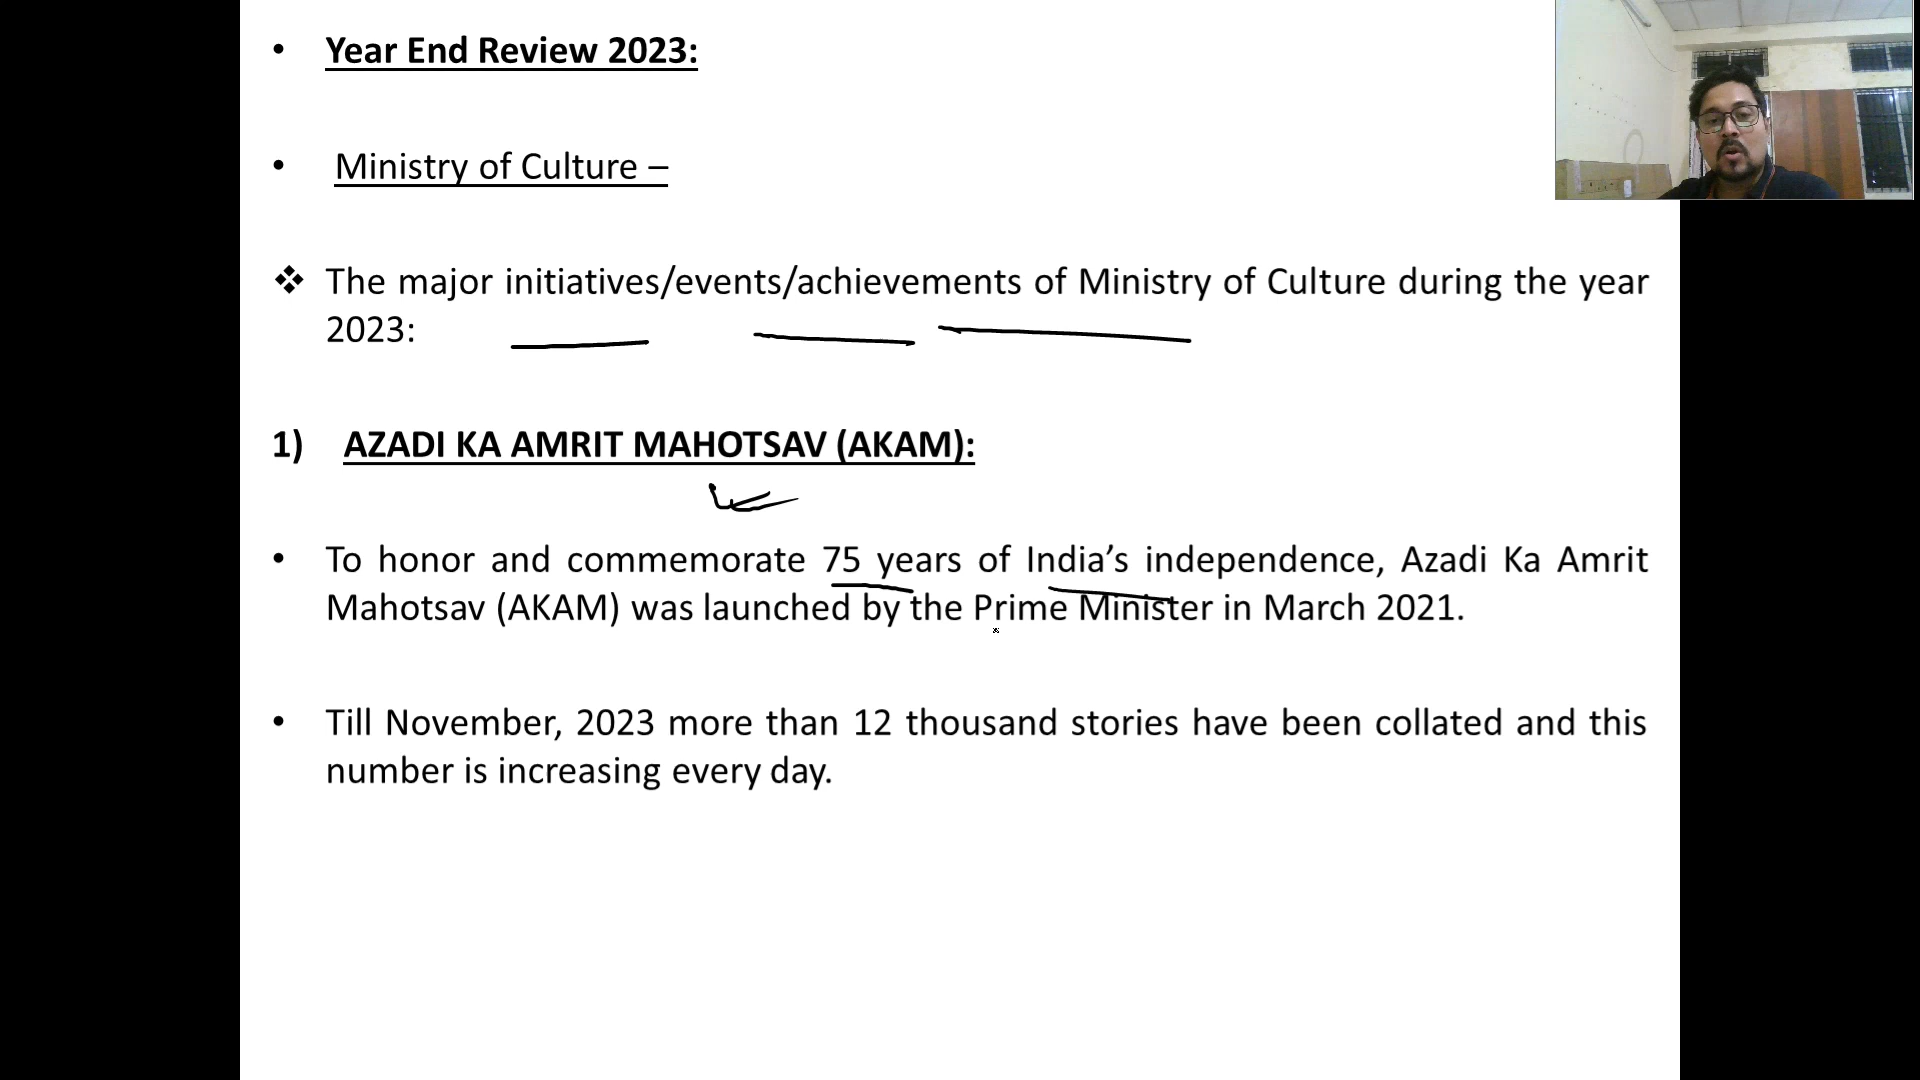 • Year End Review 2023:
• Ministry of Culture –
❖ The major initiatives/events/achievements of Ministry of Culture during the year
2023:
1) AZADI KA AMRIT MAHOTSAV (AKAM):
• To honor and commemorate 75 years of India’s independence, Azadi Ka Amrit
Mahotsav (AKAM) was launched by the Prime Minister in March 2021.
• Till November, 2023 more than 12 thousand stories have been collated and this
number is increasing every day.